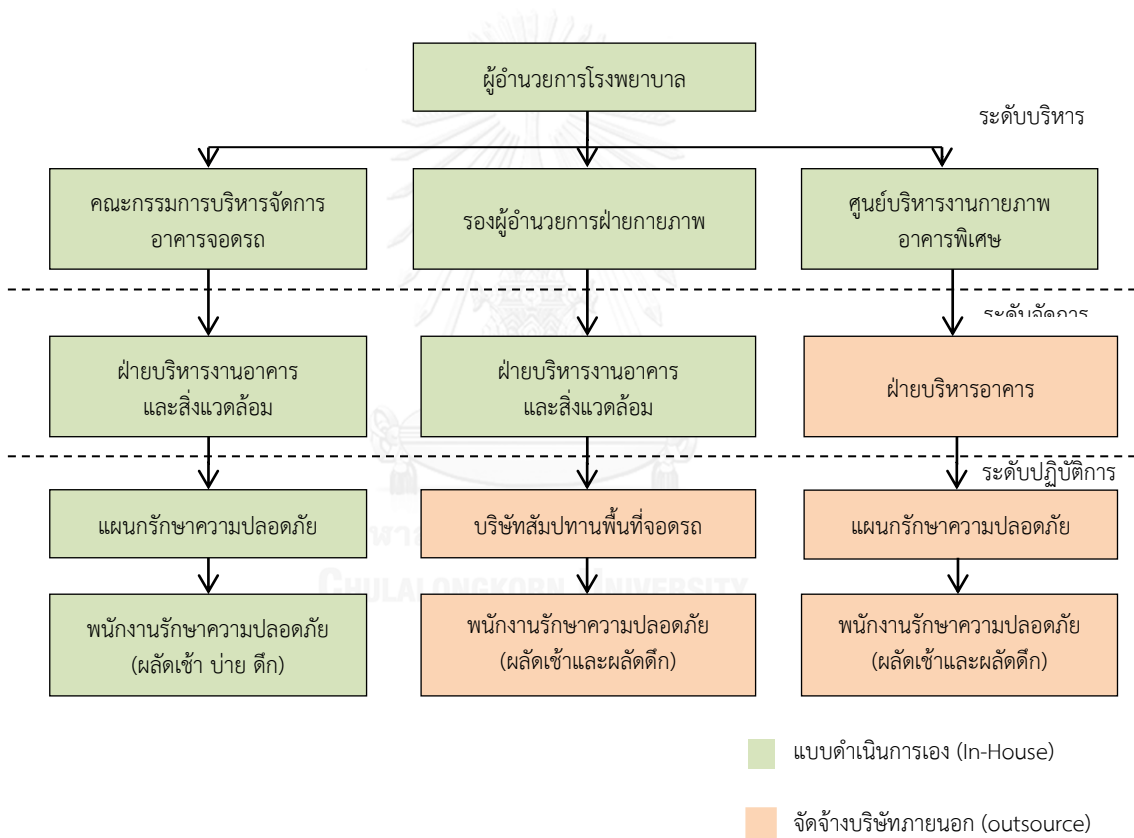 ผู้อำนวยการโรงพยาบาล
ระดับบริหาร
คณะกรรมการบริหารจัดการ
อาคารจอดรถ
รองผู้อำนวยการฝ่ายกายภาพ
ศูนย์บริหารงานกายภาพ
อาคารพิเศษ
ระดับจัดการ
ฝ่ายบริหารงานอาคาร
และสิ่งแวดล้อม
ฝ่ายบริหารงานอาคาร
และสิ่งแวดล้อม
ฝ่ายบริหารอาคาร
ระดับปฏิบัติการ
แผนกรักษาความปลอดภัย
บริษัทสัมปทานพื้นที่จอดรถ
แผนกรักษาความปลอดภัย
CHULALONGKORN UNIVERSITY
พนักงานรักษาความปลอดภัย
(ผลัดเช้า บ่าย ดึก)
พนักงานรักษาความปลอดภัย
(ผลัดเช้าและผลัดดึก)
พนักงานรักษาความปลอดภัย
(ผลัดเช้าและผลัดดึก)
แบบดำเนินการเอง (In-House)
จัดจ้างบริษัทภายนอก (outsource)